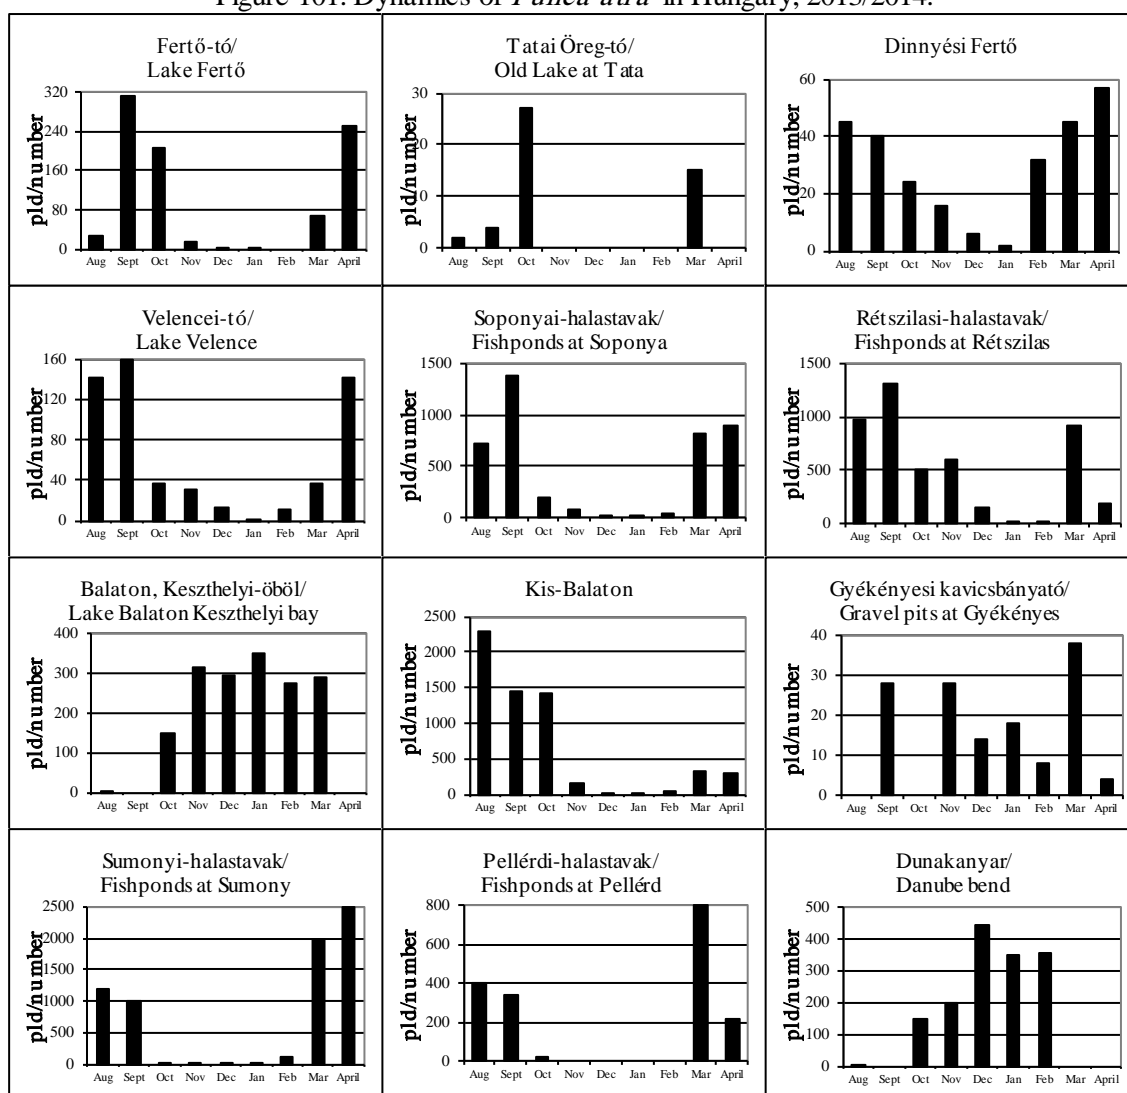 Figure 101. Dynamics of Fulica atra in Hungary, 2013/2014.
Fertő-tó/
Lake Fertő
pld/number
320
240
160
80
0
Aug Sept Oct Nov Dec Jan Feb Mar April
Tatai Öreg-tó/
Old Lake at Tata
pld/number
30
20
10
0
Aug Sept Oct Nov Dec Jan Feb Mar April
Dinnyési Fertő
pld/number
60
40
20
0
Aug Sept Oct Nov Dec Jan Feb Mar April
Velencei-tó/
Lake Velence
pld/number
160
120
80
40
0
Aug Sept Oct Nov Dec Jan Feb Mar April
Soponyai-halastavak/
Fishponds at Soponya
pld/number
1500
1000
500
0
Aug Sept Oct Nov Dec Jan Feb Mar April
Rétszilasi-halastavak/
Fishponds at Rétszilas
pld/number
1500
1000
500
0
Aug Sept Oct Nov Dec Jan Feb Mar April
Balaton, Keszthelyi-öböl/
Lake Balaton Keszthelyi bay
pld/number
400
300
200
100
0
Aug Sept Oct Nov Dec Jan Feb Mar April
Kis-Balaton
pld/number
2500
2000
1500
1000
500
0
Aug Sept Oct Nov Dec Jan Feb Mar April
Gyékényesi kavicsbányató/
Gravel pits at Gyékényes
pld/number
40
30
20
10
0
Aug Sept Oct Nov Dec Jan Feb Mar April
Sumonyi-halastavak/
Fishponds at Sumony
pld/number
2500
2000
1500
1000
500
0
Aug Sept Oct Nov Dec Jan Feb Mar April
Pellérdi-halastavak/
Fishponds at Pellérd
pld/number
800
600
400
200
0
Aug Sept Oct Nov Dec Jan Feb Mar April
Dunakanyar/
Danube bend
pld/number
500
400
300
200
100
0
Aug Sept Oct Nov Dec Jan Feb Mar April